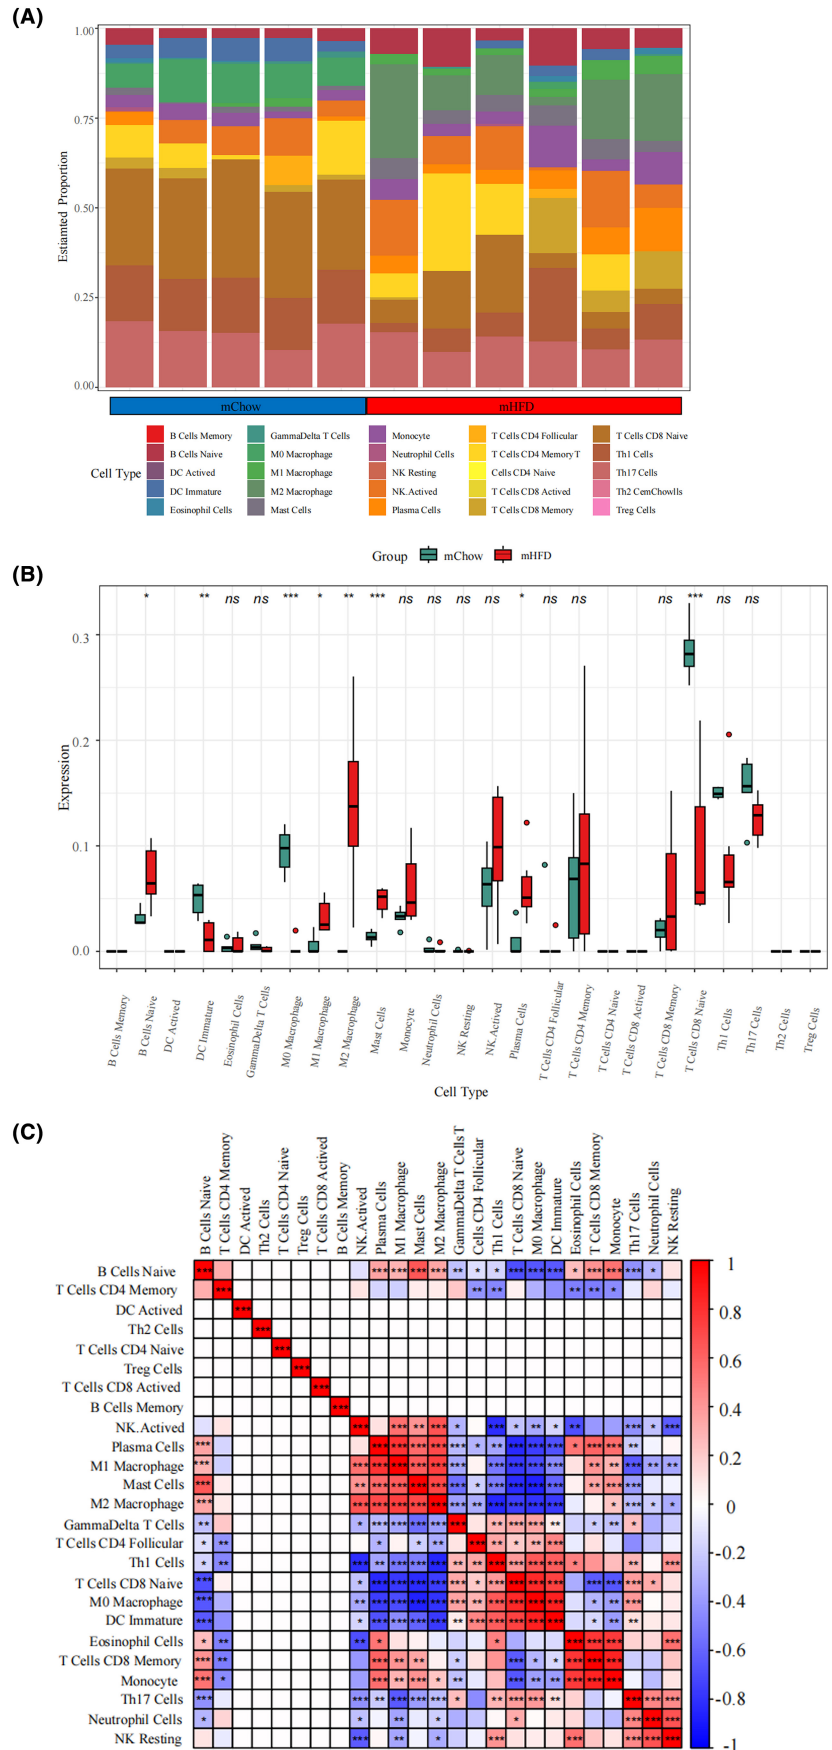 (A)
1.00
0.75
0.50
0.25
0.00
Estiamted Proportion
mChow
mHFD
Cell Type
B Cells Memory
GammaDelta T Cells
Monocyte
T Cells CD4 Follicular
T Cells CD8 Naive
B Cells Naive
M0 Macrophage
Neutrophil Cells
T Cells CD4 Memory T
Th1 Cells
DC Actived
M1 Macrophage
NK Resting
Cells CD4 Naive
Th17 Cells
DC Immature
M2 Macrophage
NK.Actived
T Cells CD8 Actived
Th2 CemChowlls
Eosinophil Cells
Mast Cells
Plasma Cells
T Cells CD8 Memory
Treg Cells
(B)
Group
mChow
mHFD
* ** ns ns *** * ** *** ns ns ns ns * ns ns ns *** ns ns
0.3
0.2
0.1
0.0
Expression
B Cells Memory
B Cells Naive
DC Actived
DC Immature
Eosinophil Cells
GammaDelta T Cells
M0 Macrophage
M1 Macrophage
M2 Macrophage
Mast Cells
Monocyte
Neutrophil Cells
NK Resting
NK.Actived
Plasma Cells
T Cells CD4 Follicular
T Cells CD4 Memory
T Cells CD4 Naive
T Cells CD8 Actived
T Cells CD8 Memory
T Cells CD8 Naive
Th1 Cells
Th17 Cells
Th2 Cells
Treg Cells
Cell Type
(C)
B Cells Naive
T Cells CD4 Memory
DC Actived
Th2 Cells
T Cells CD4 Naive
Treg Cells
T Cells CD8 Actived
B Cells Memory
NK.Actived
Plasma Cells
M1 Macrophage
Mast Cells
M2 Macrophage
GammaDelta T CellsT
Cells CD4 Follicular
Th1 Cells
T Cells CD8 Naive
M0 Macrophage
DC Immature
Eosinophil Cells
T Cells CD8 Memory
Monocyte
Th17 Cells
Neutrophil Cells
NK Resting
B Cells Naive
T Cells CD4 Memory
DC Actived
Th2 Cells
T Cells CD4 Naive
Treg Cells
T Cells CD8 Actived
B Cells Memory
NK.Actived
Plasma Cells
M1 Macrophage
Mast Cells
M2 Macrophage
GammaDelta T Cells
T Cells CD4 Follicular
Th1 Cells
T Cells CD8 Naive
M0 Macrophage
DC Immature
Eosinophil Cells
T Cells CD8 Memory
Monocyte
Th17 Cells
Neutrophil Cells
NK Resting
1
0.8
0.6
0.4
0.2
0
-0.2
-0.4
-0.6
-0.8
-1